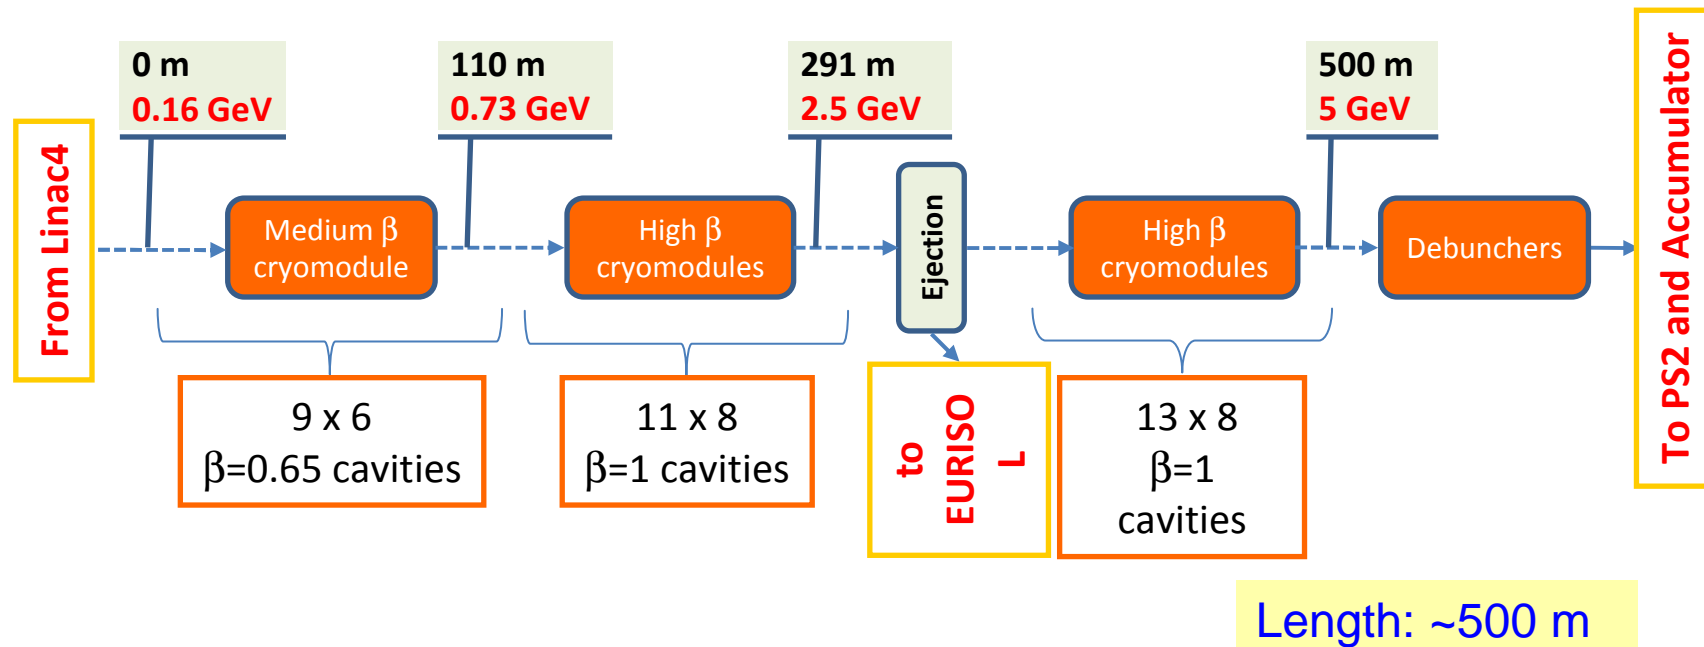 From Linac4
0 m
0.16 GeV
110 m
0.73 GeV
291 m
2.5 GeV
500 m
5 GeV
Medium β
cryomodule
High β
cryomodules
Ejection
High β
cryomodules
Debunchers
To PS2 and Accumulator
9 x 6
β=0.65 cavities
11 x 8
β=1 cavities
to
EURISO
L
13 x 8
β=1
cavities
Length: ~500 m